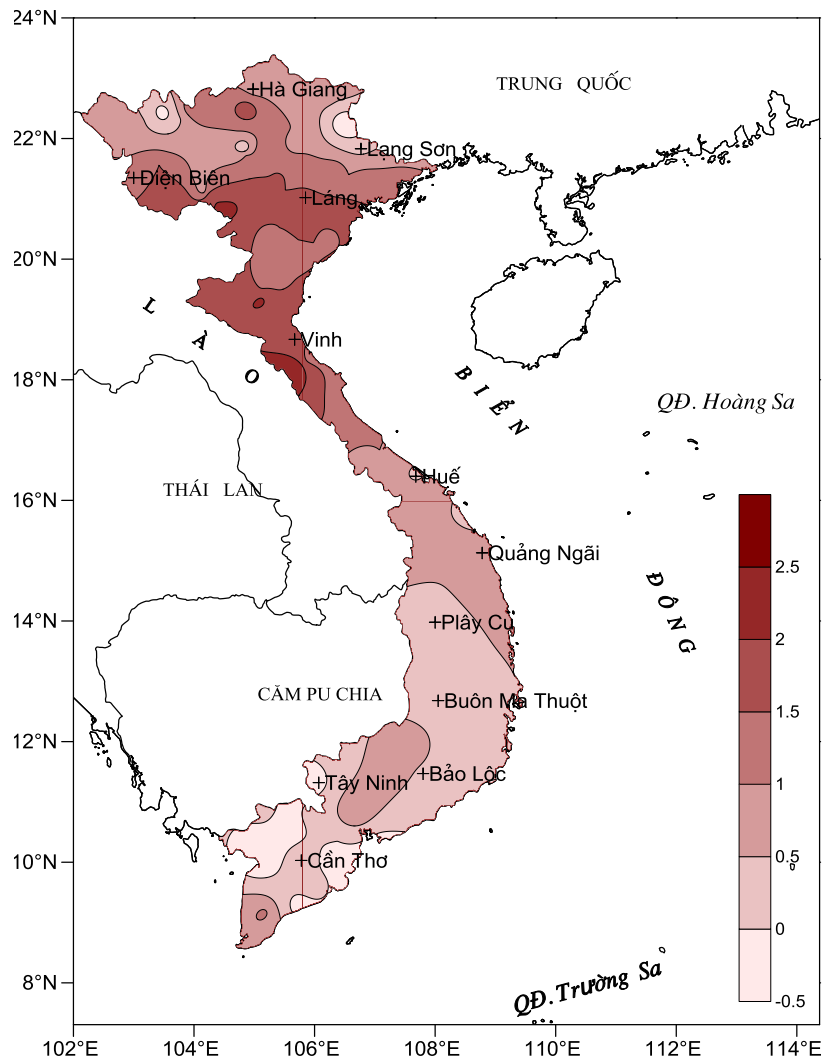 24°N
TRUNG QUỐC
Hà Giang
22°N
Lang Sơn
Điện Biên
Láng
20°N
L À O
Vinh
18°N
BIỂN
QĐ. Hoàng Sa
THÁI LAN
Huế
16°N
Quảng Ngãi
2.5
ĐÔNG
14°N
Plây Cu
2
CĂM PU CHIA
Buôn Ma Thuột
1.5
12°N
Tây Ninh
Bảo Lộc
1
10°N
Cần Thơ
0.5
0
8°N
QĐ. Trường Sa
-0.5
102°E 104°E 106°E 108°E 110°E 112°E 114°E